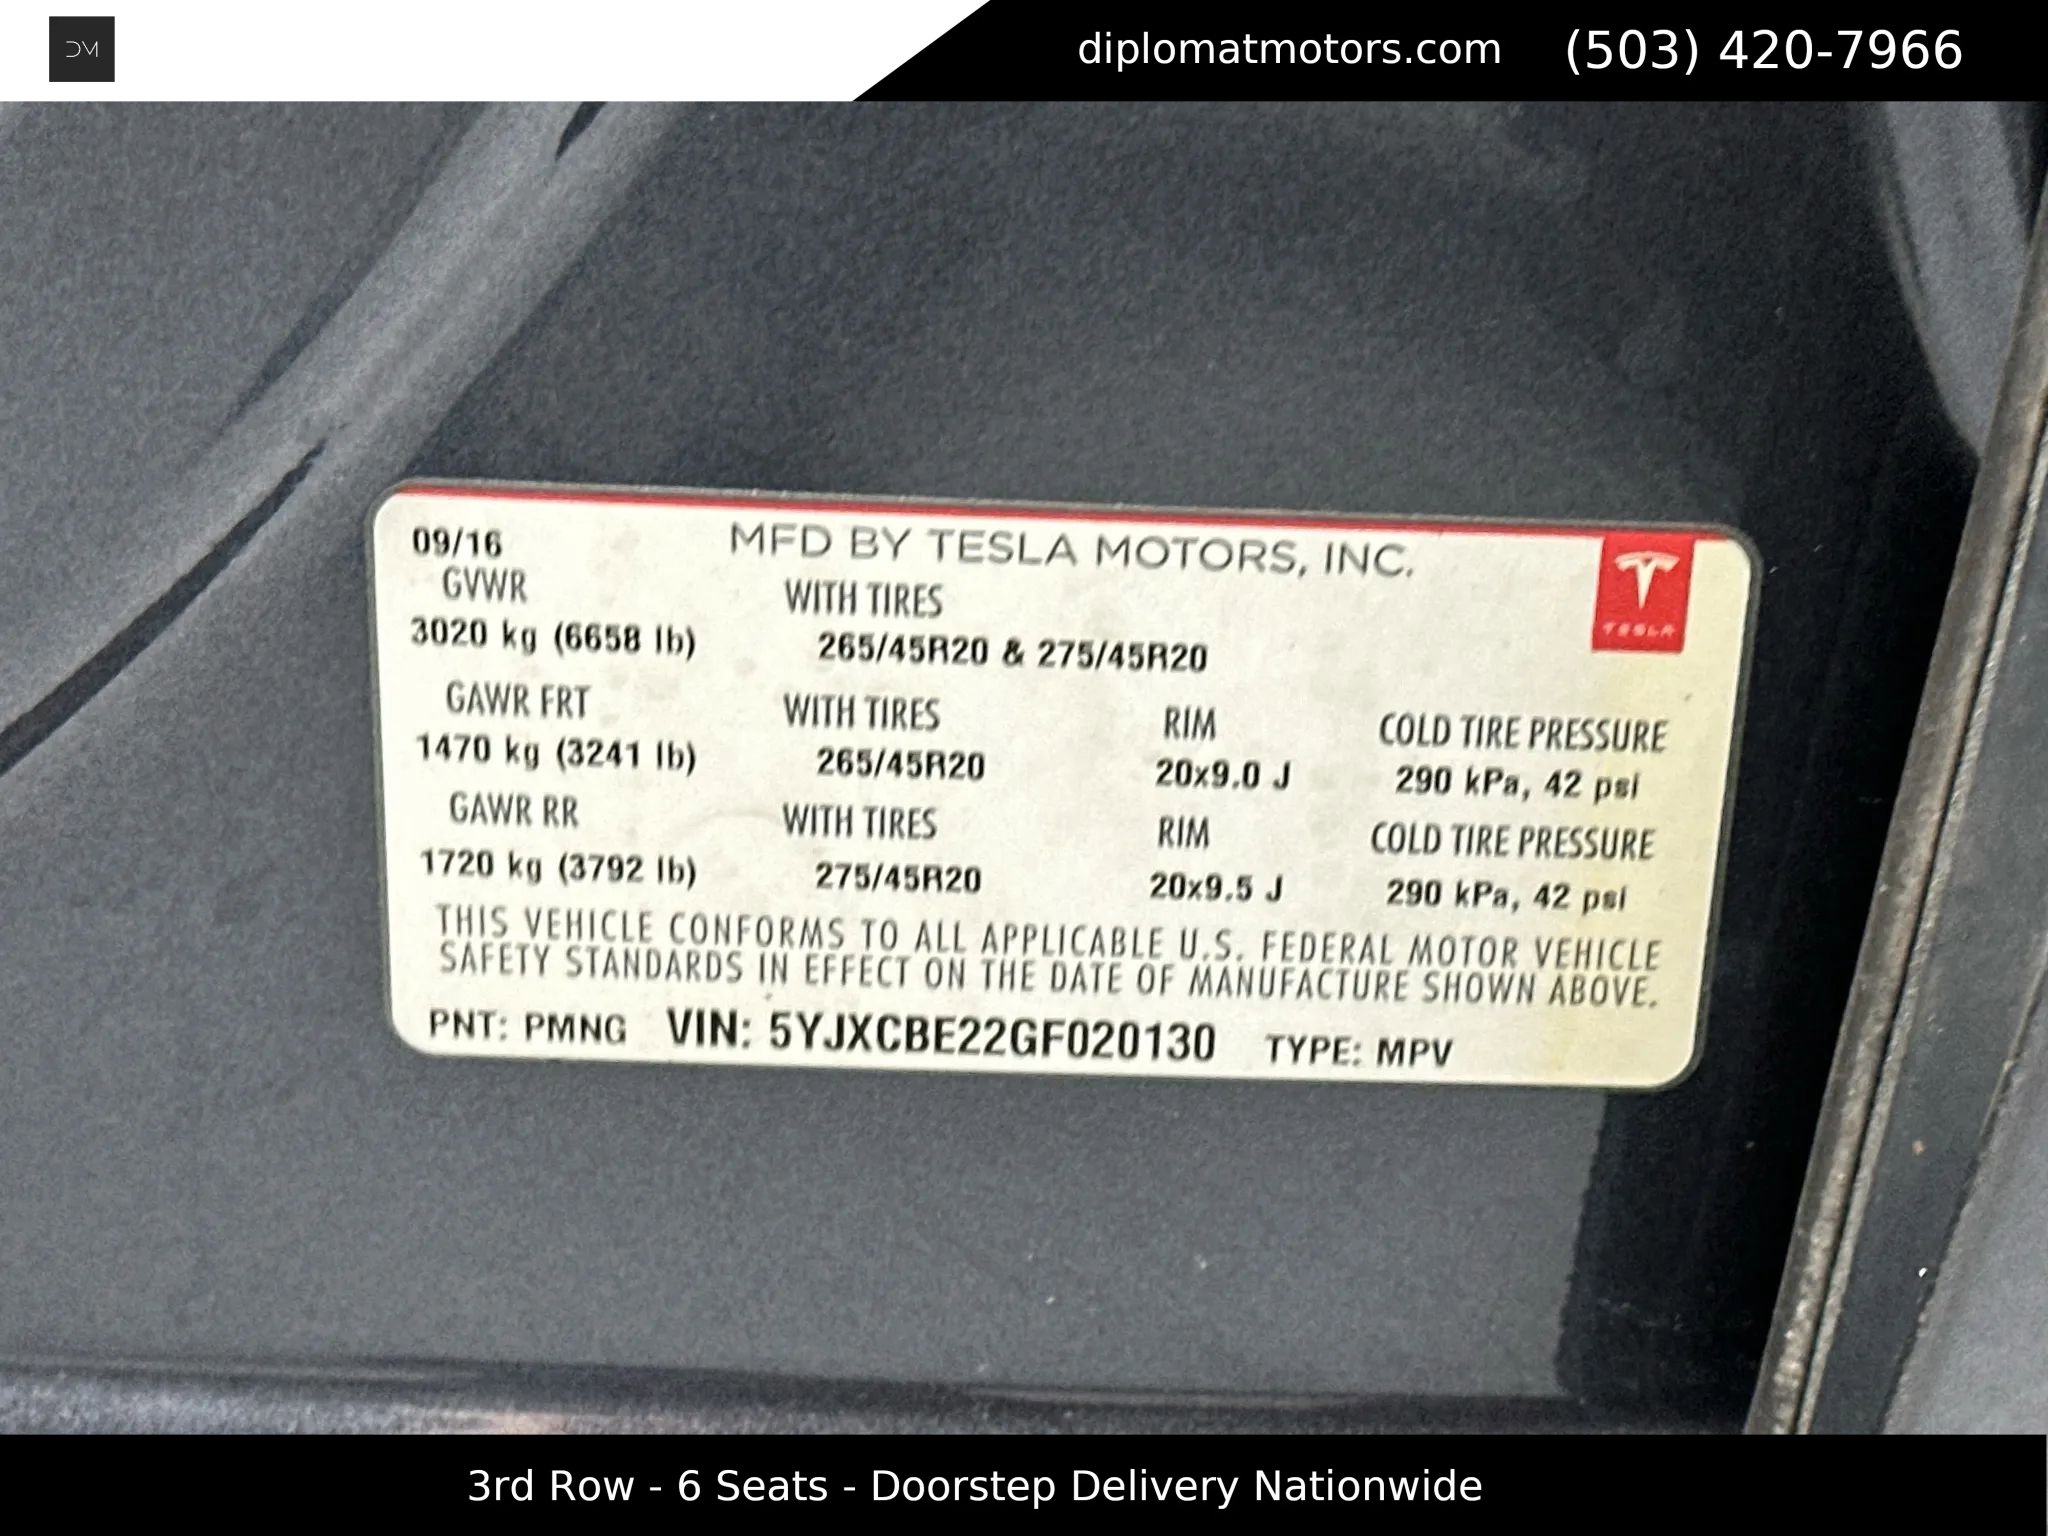 DM
diplomatmotors.com (503) 420-7966
09/16 MFD BY TESLA MOTORS, INC.
GVWR WITH TIRES
3020 kg (6658 lb) 265/45R20 & 275/45R20
TESLA
GAWR FRT WITH TIRES RIM COLD TIRE PRESSURE
1470 kg (3241 lb) 265/45R20 20x9.0 J 290 kPa, 42 psi
GAWR RR WITH TIRES RIM COLD TIRE PRESSURE
1720 kg (3792 lb) 275/45R20 20x9.5 J 290 kPa, 42 psi
THIS VEHICLE CONFORMS TO ALL APPLICABLE U.S. FEDERAL MOTOR VEHICLE
SAFETY STANDARDS IN EFFECT ON THE DATE OF MANUFACTURE SHOWN ABOVE.
PNT: PMNG VIN: 5YJXCBE22GF020130 TYPE: MPV
3rd Row - 6 Seats - Doorstep Delivery Nationwide